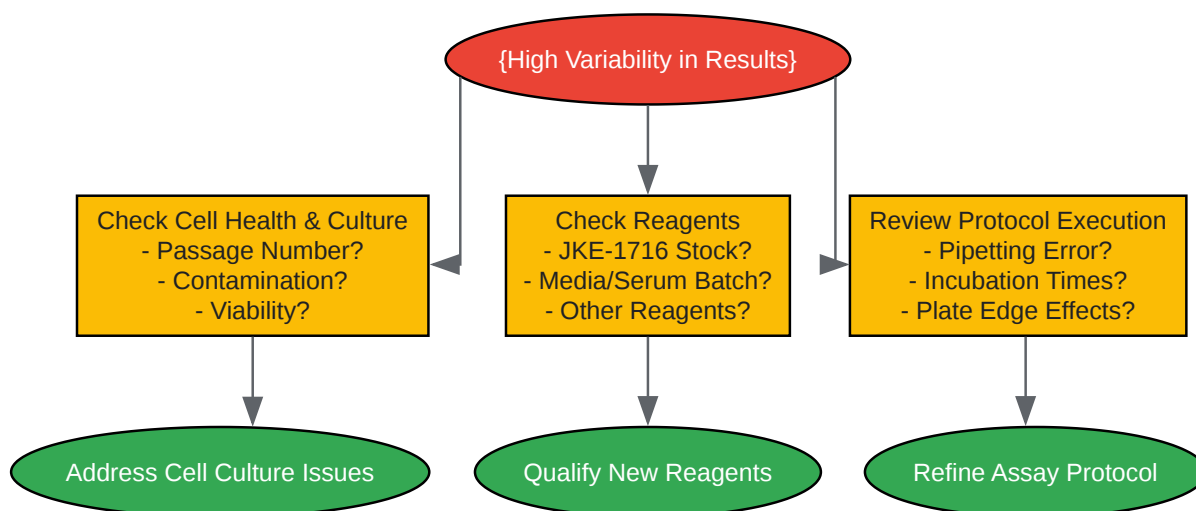 {High Variability in Results}
Check Cell Health & Culture
- Passage Number?
- Contamination?
- Viability?
Check Reagents
- JKE-1716 Stock?
- Media/Serum Batch?
- Other Reagents?
Review Protocol Execution
- Pipetting Error?
- Incubation Times?
- Plate Edge Effects?
Address Cell Culture Issues
Qualify New Reagents
Refine Assay Protocol